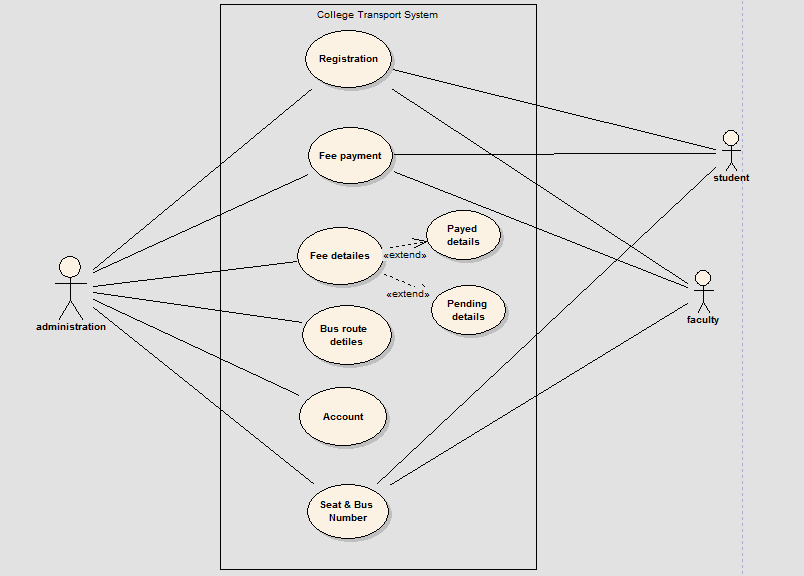 College Transport System
Registration
Fee payment
student
Payed
details
Fee detailes
«extend»
«extend»
Pending
details
administration
faculty
Bus route
detiles
Account
Seat & Bus
Number